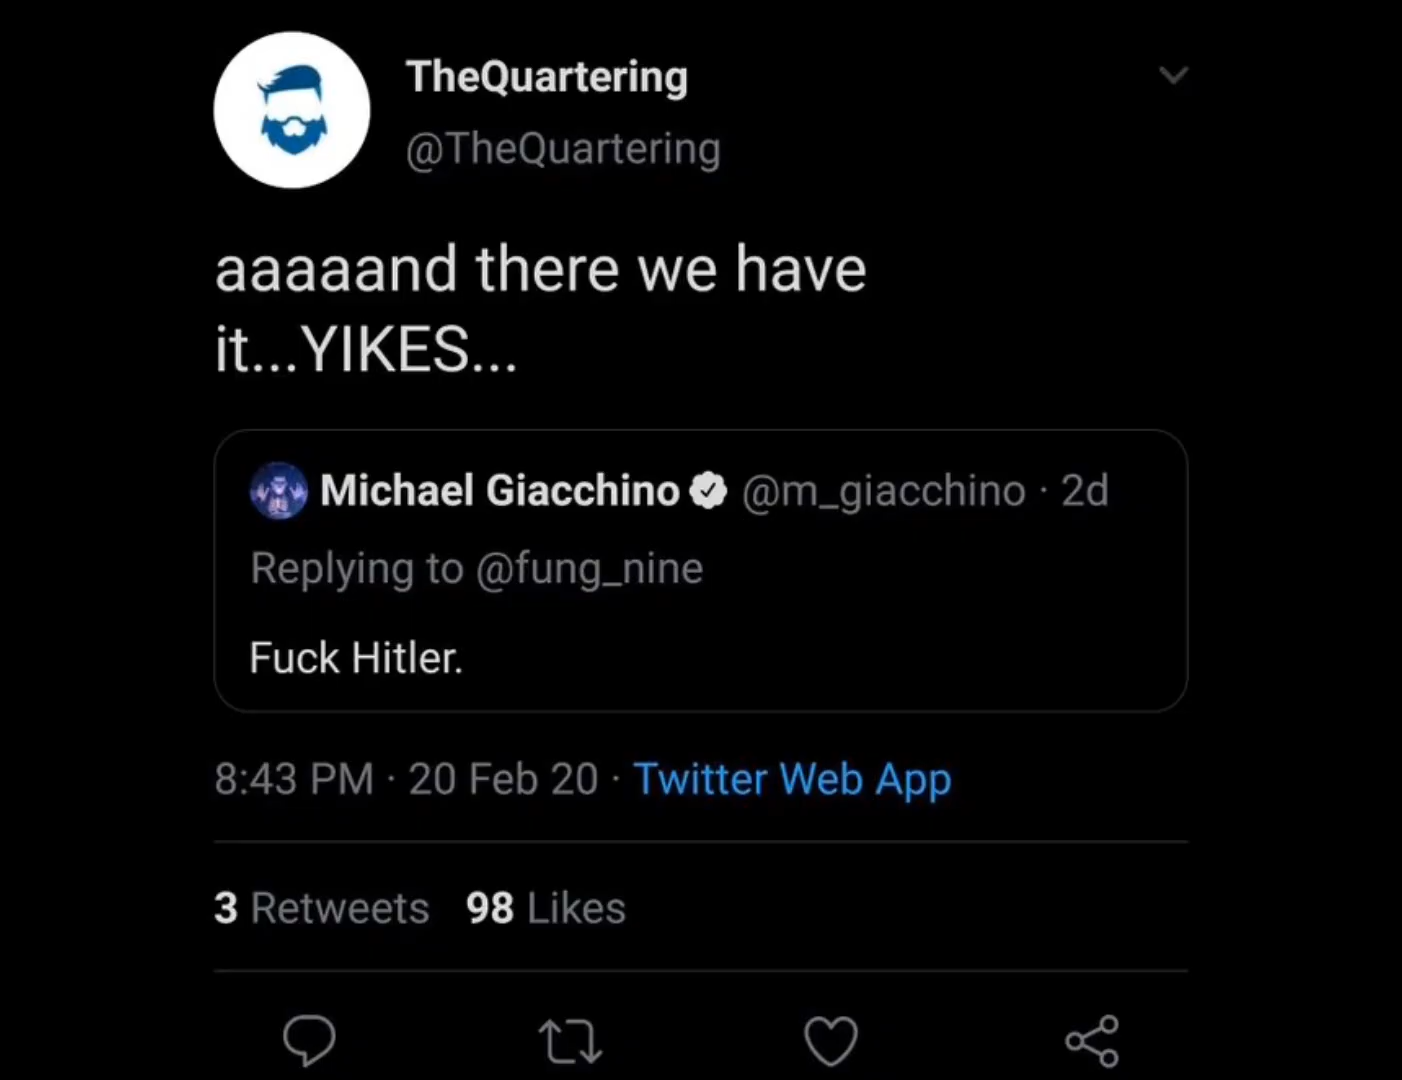 TheQuartering
@TheQuartering
aaaaand there we have
it...YIKES...
Michael Giacchino @m_giacchino · 2d
Replying to @fung_nine
Fuck Hitler.
8:43 PM · 20 Feb 20 · Twitter Web App
3 Retweets 98 Likes